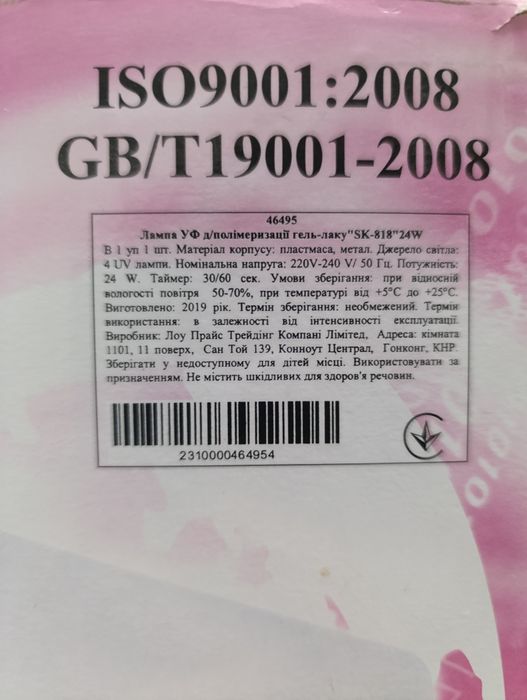 ISO9001:2008
GB/T19001-2008
46495
Лампа УФ д/полімеризації гель-лаку"SK-818"24W
В 1 уп 1 шт. Матеріал корпусу: пластмаса, метал. Джерело світла:
4 UV лампи. Номінальна напруга: 220V-240 V/ 50 Гц. Потужність:
24 W. Таймер: 30/60 сек. Умови зберігання: при відносній
вологості повітря 50-70%, при температурі від +5°C до +25°C.
Виготовлено: 2019 рік. Термін зберігання: необмежений. Термін
використання: в залежності від інтенсивності експлуатації.
Виробник: Лоу Прайс Трейдінг Компані Лімітед, Адреса: кімната
1101, 11 поверх, Сан Той 139, Конноут Централ, Гонконг, КНР.
Зберігати у недоступному для дітей місці. Використовувати за
призначенням. Не містить шкідливих для здоров'я речовин.
2310000464954